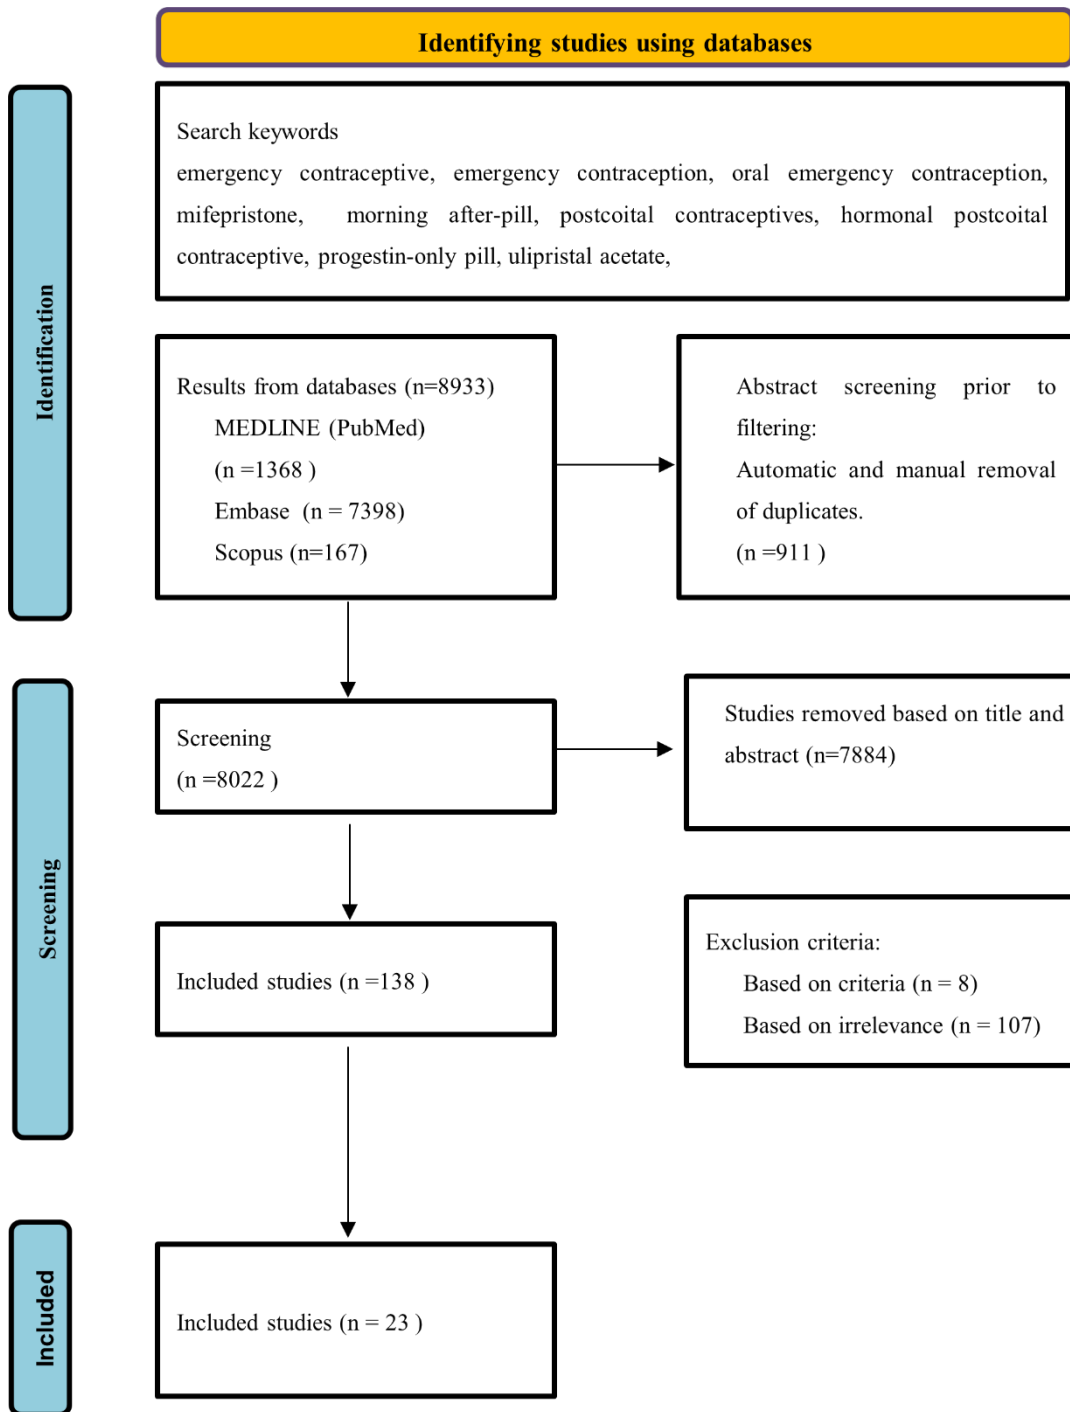 Identifying studies using databases
Identification
Search keywords
emergency contraceptive, emergency contraception, oral emergency contraception,
mifepristone, morning after-pill, postcoital contraceptives, hormonal postcoital
contraceptive, progestin-only pill, ulipristal acetate,
Results from databases (n=8933)
MEDLINE (PubMed)
(n =1368 )
Embase (n = 7398)
Scopus (n=167)
Abstract screening prior to
filtering:
Automatic and manual removal
of duplicates.
(n =911 )
Screening
Screening
(n =8022 )
Studies removed based on title and
abstract (n=7884)
Included studies (n =138 )
Exclusion criteria:
Based on criteria (n = 8)
Based on irrelevance (n = 107)
Included
Included studies (n = 23 )